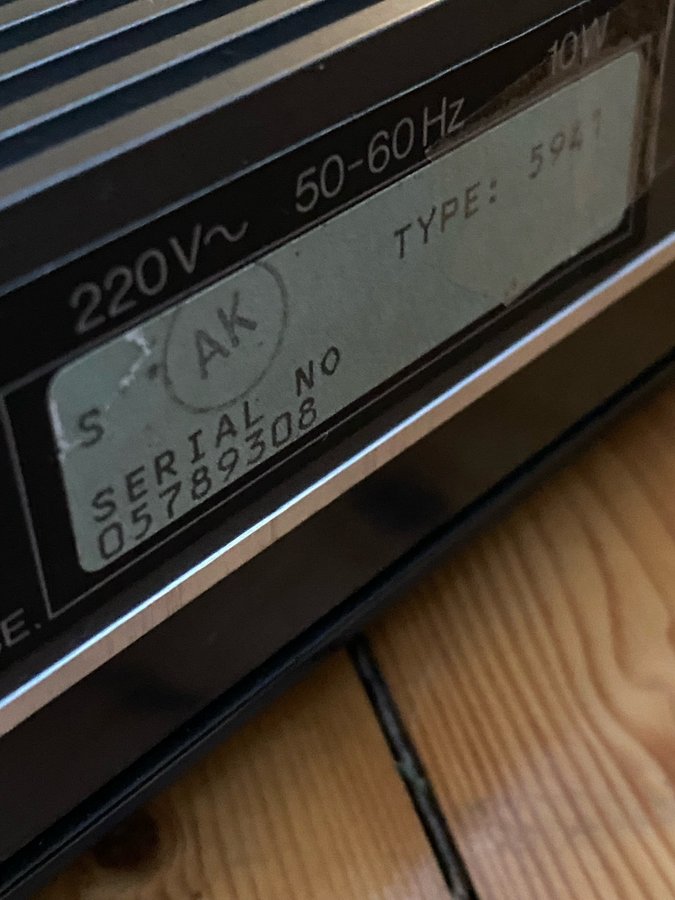 220V~ 50-60Hz 10W
S AK TYPE: 5941
SERIAL NO
05789308